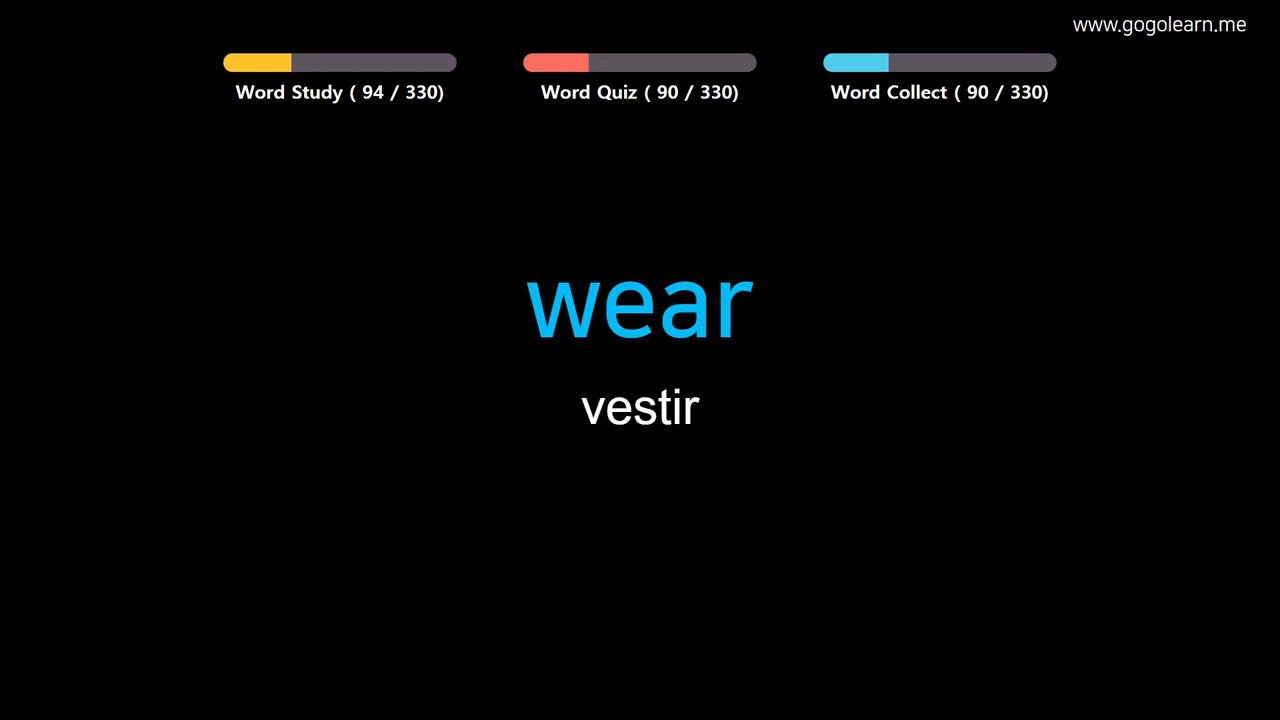 www.gogolearn.me
Word Study ( 94 / 330)
Word Quiz ( 90 / 330)
Word Collect ( 90 / 330)
wear
vestir